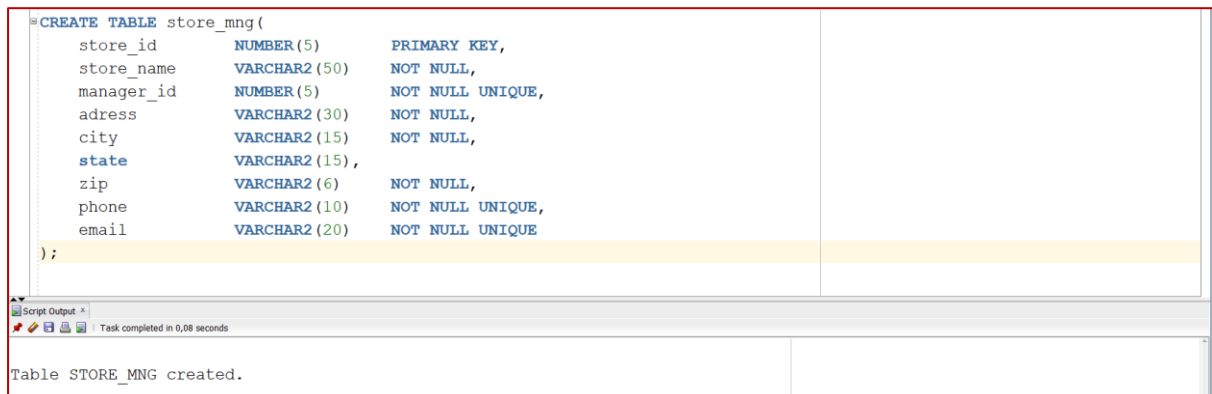 CREATE TABLE store_mng(
store_id NUMBER(5) PRIMARY KEY,
store_name VARCHAR2(50) NOT NULL,
manager_id NUMBER(5) NOT NULL UNIQUE,
adress VARCHAR2(30) NOT NULL,
city VARCHAR2(15) NOT NULL,
state VARCHAR2(15),
zip VARCHAR2(6) NOT NULL,
phone VARCHAR2(10) NOT NULL UNIQUE,
email VARCHAR2(20) NOT NULL UNIQUE
);
Script Output ×
Task completed in 0,08 seconds
Table STORE_MNG created.